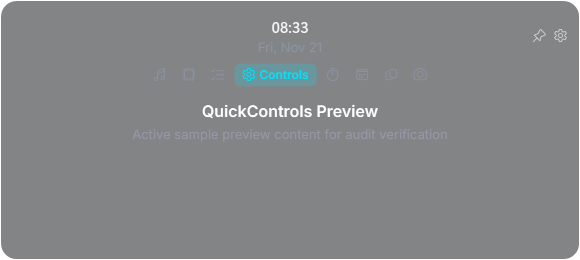 08:33
Fri, Nov 21
Controls
QuickControls Preview
Active sample preview content for audit verification